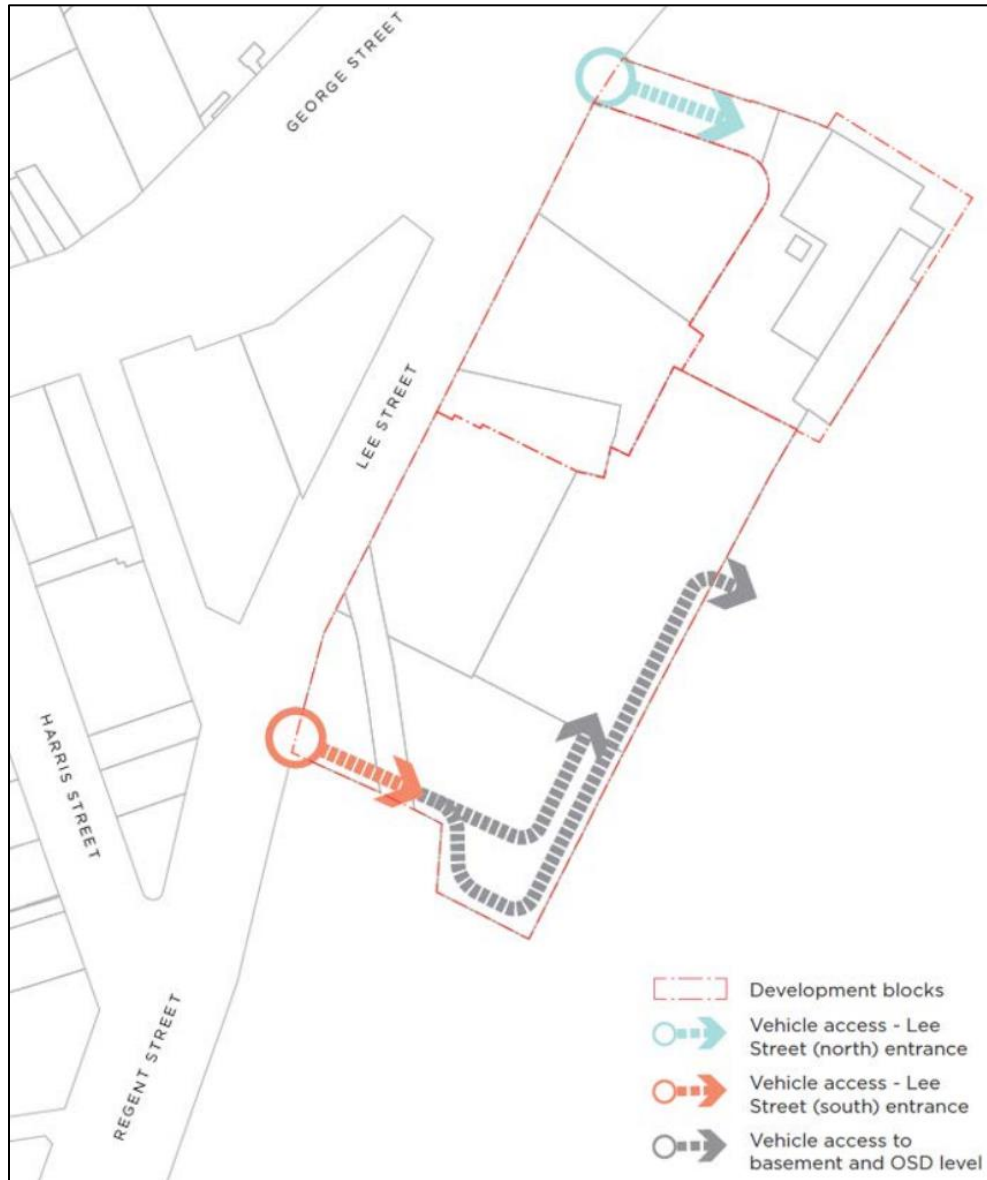 GEORGE STREET
LEE STREET
HARRIS STREET
REGENT STREET
Development blocks
Vehicle access - Lee
Street (north) entrance
Vehicle access - Lee
Street (south) entrance
Vehicle access to
basement and OSD level